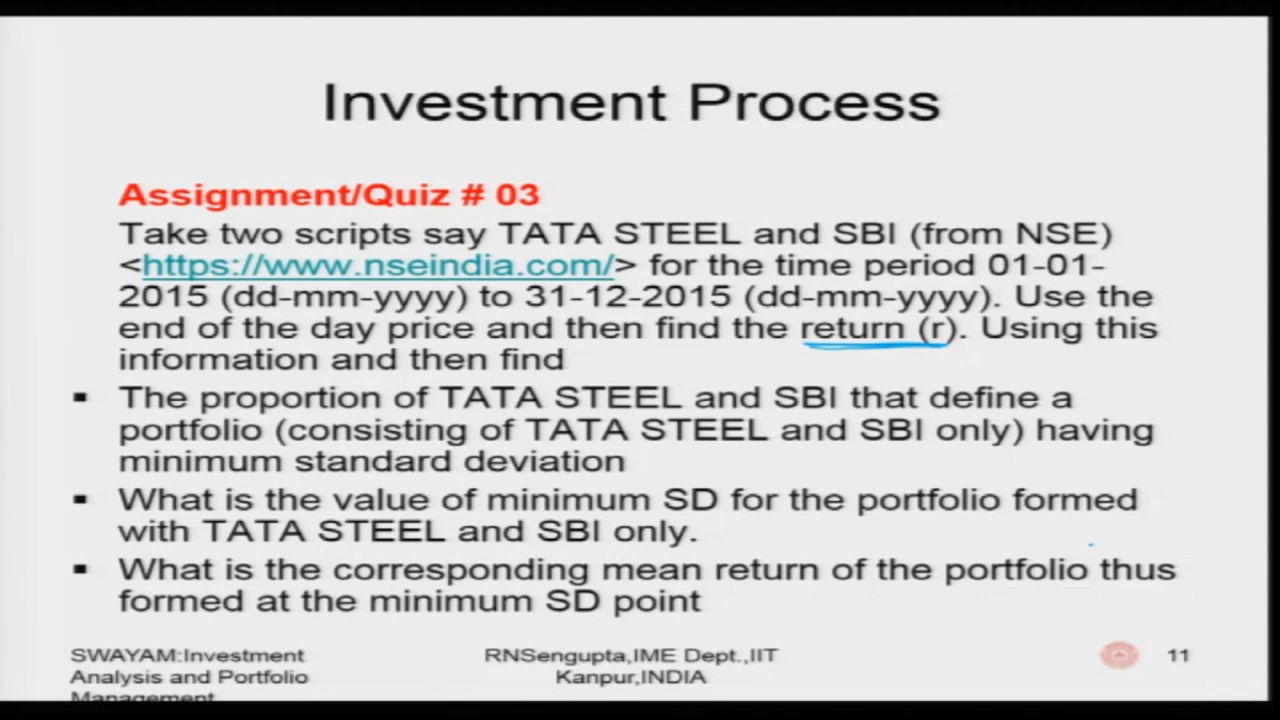 Investment Process
Assignment/Quiz # 03
Take two scripts say TATA STEEL and SBI (from NSE)
<https://www.nseindia.com/> for the time period 01-01-
2015 (dd-mm-yyyy) to 31-12-2015 (dd-mm-yyyy). Use the
end of the day price and then find the return (r). Using this
information and then find
▪ The proportion of TATA STEEL and SBI that define a
portfolio (consisting of TATA STEEL and SBI only) having
minimum standard deviation
▪ What is the value of minimum SD for the portfolio formed
with TATA STEEL and SBI only.
▪ What is the corresponding mean return of the portfolio thus
formed at the minimum SD point
SWAYAM:Investment
Analysis and Portfolio
Management
RNSengupta,IME Dept.,IIT
Kanpur,INDIA
11